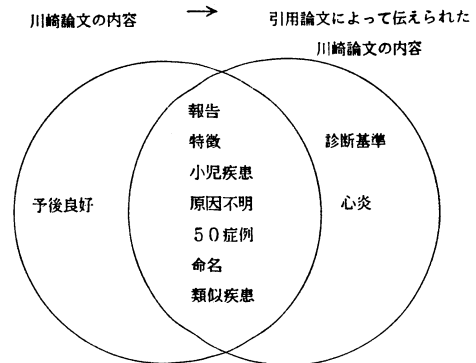 川崎論文の内容
→
引用論文によって伝えられた
川崎論文の内容
報告
特徴
小児疾患
原因不明
50症例
命名
類似疾患
予後良好
診断基準
心炎